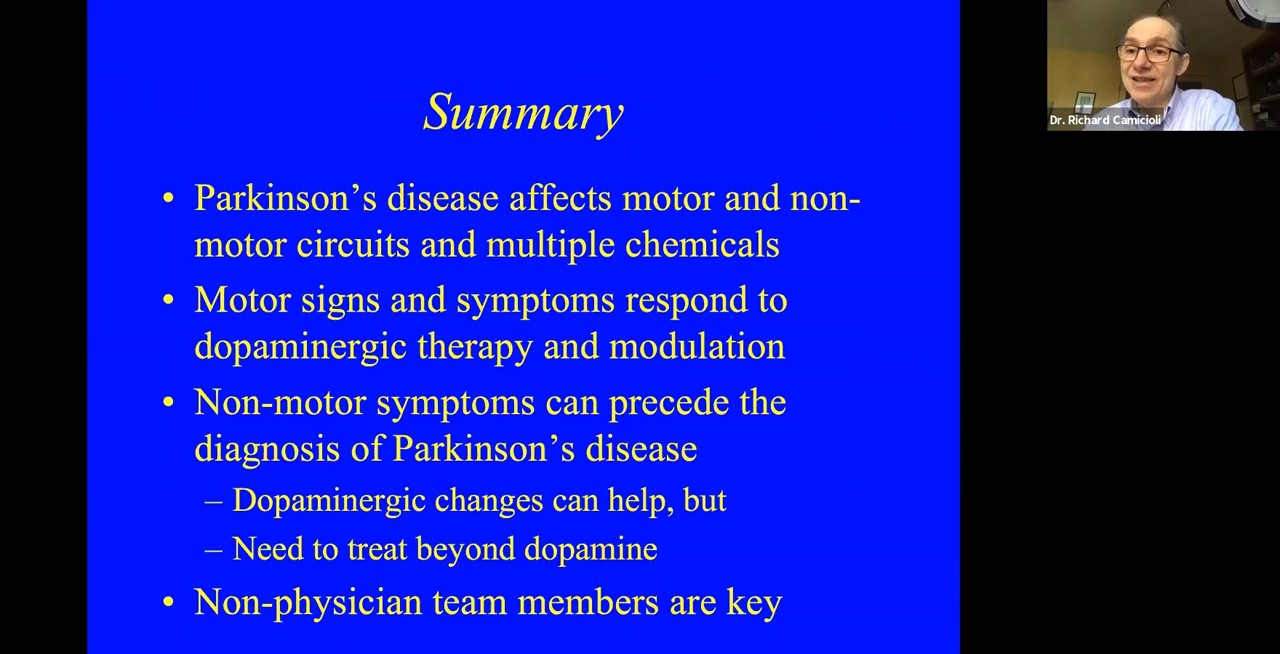 Summary
• Parkinson’s disease affects motor and non-
motor circuits and multiple chemicals
• Motor signs and symptoms respond to
dopaminergic therapy and modulation
• Non-motor symptoms can precede the
diagnosis of Parkinson’s disease
– Dopaminergic changes can help, but
– Need to treat beyond dopamine
• Non-physician team members are key
Dr. Richard Camicioli